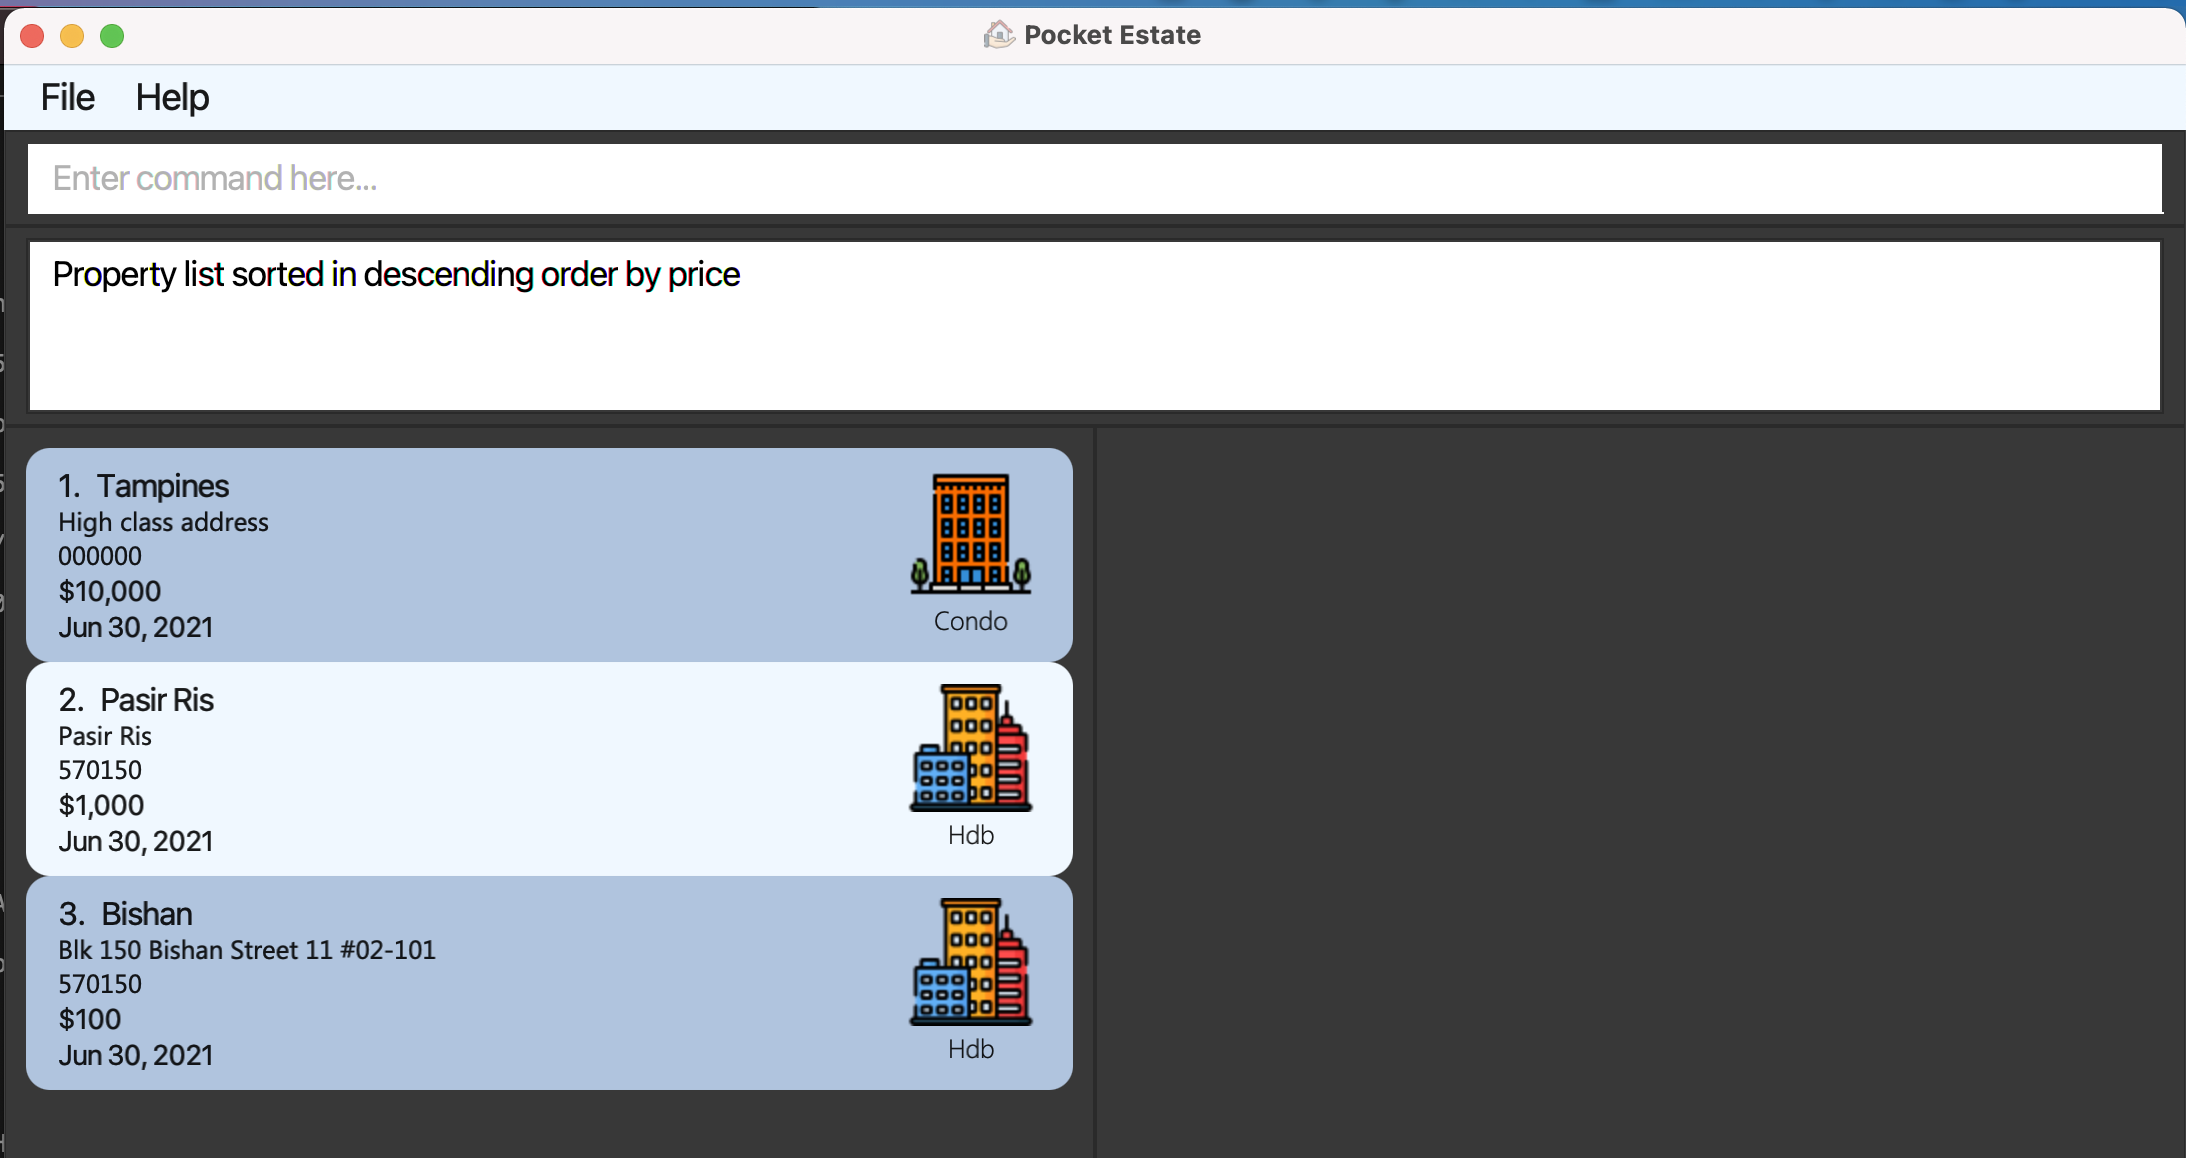 Pocket Estate
File Help
Enter command here...
Property list sorted in descending order by price
1. Tampines
High class address
000000
$10,000
Jun 30, 2021
Condo
2. Pasir Ris
Pasir Ris
570150
$1,000
Jun 30, 2021
Hdb
3. Bishan
Blk 150 Bishan Street 11 #02-101
570150
$100
Jun 30, 2021
Hdb